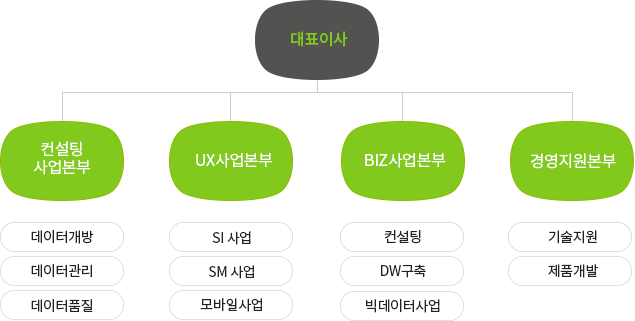 대표이사
컨설팅
사업본부
UX사업본부
BIZ사업본부
경영지원본부
데이터개방
SI 사업
컨설팅
기술지원
데이터관리
SM 사업
DW구축
제품개발
데이터품질
모바일사업
빅데이터사업